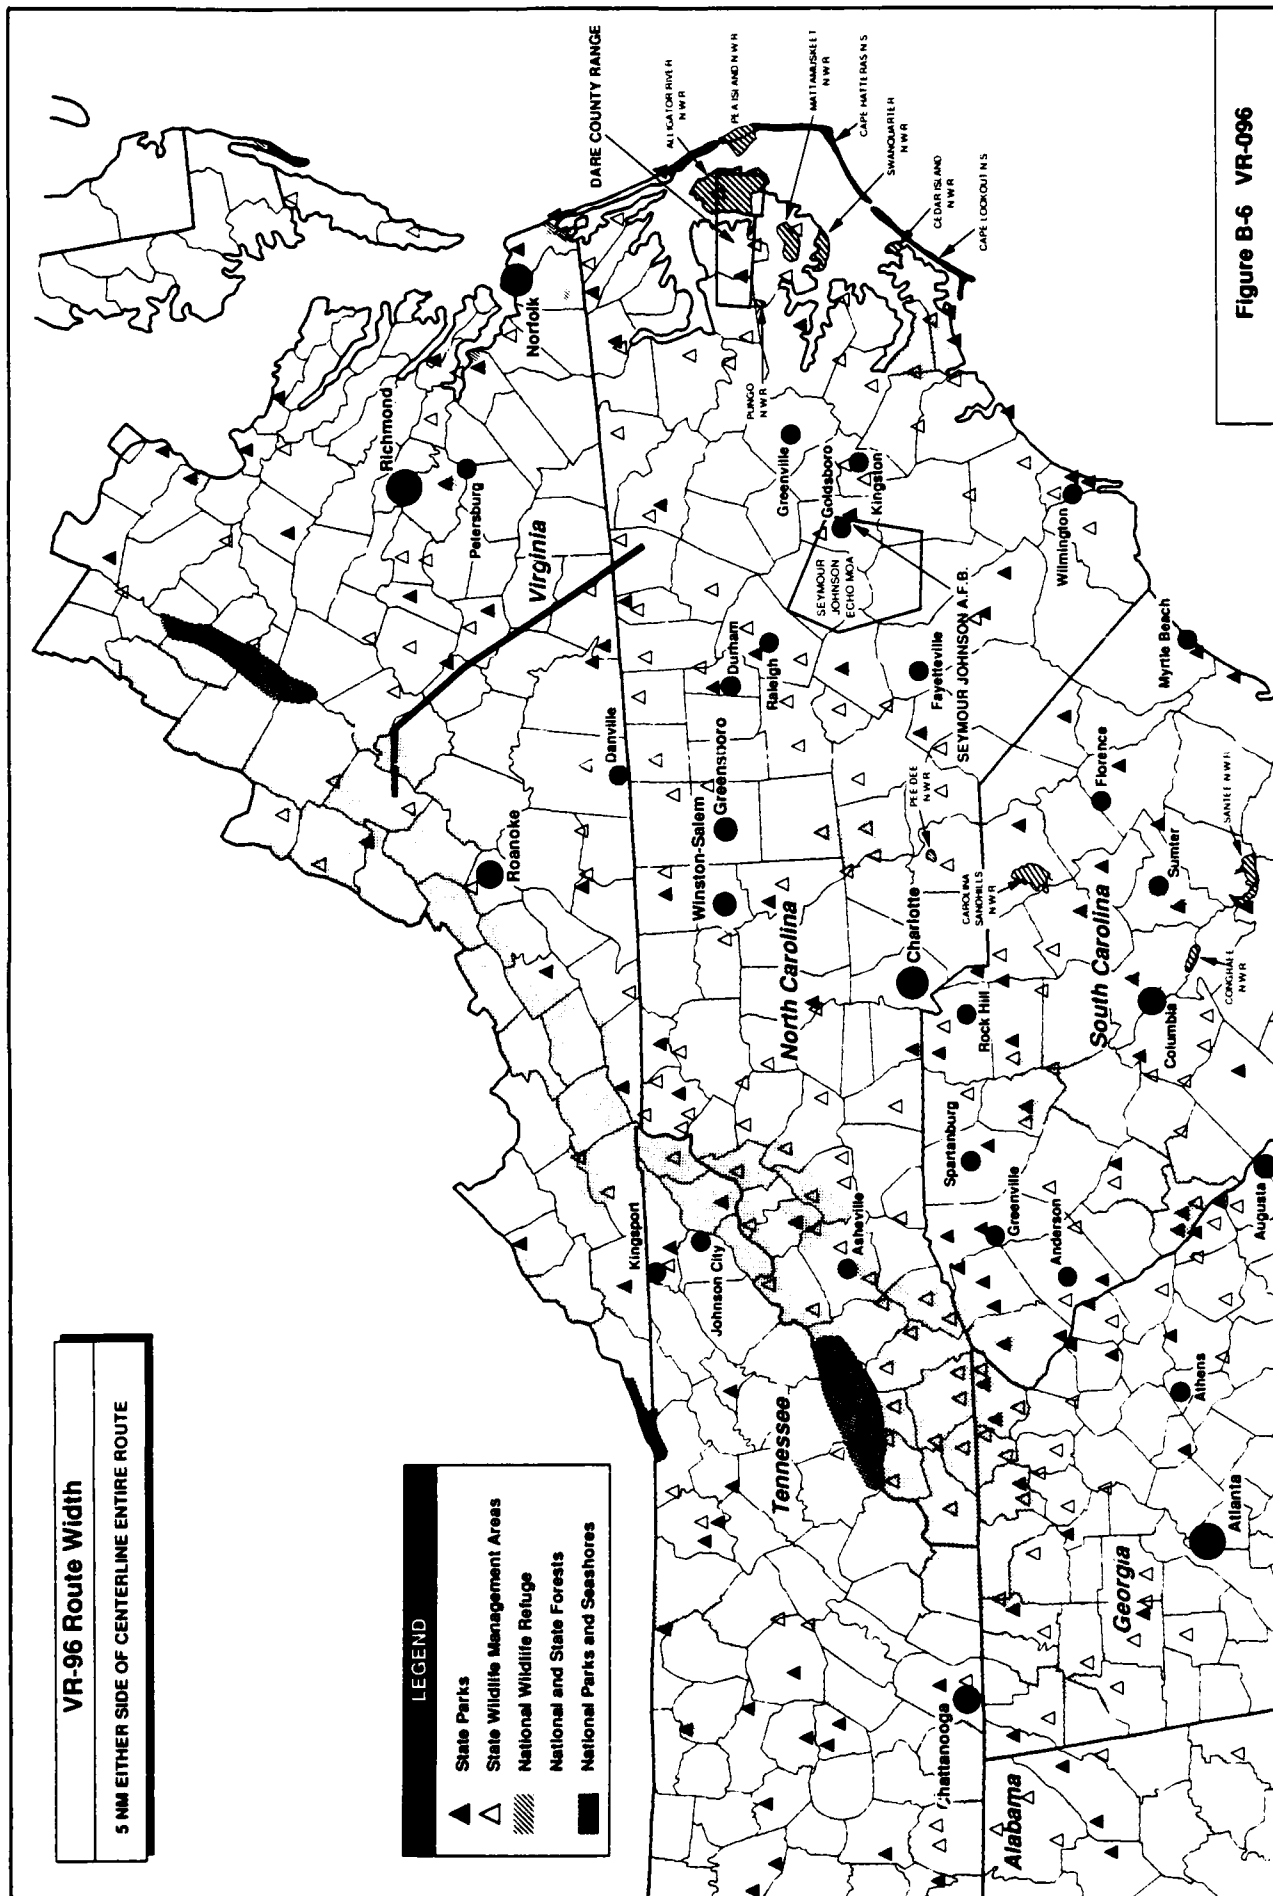 VR-96 Route Width
5 NM EITHER SIDE OF CENTERLINE ENTIRE ROUTE
LEGEND
State Parks
State Wildlife Management Areas
National Wildlife Refuge
National and State Forests
National Parks and Seashores
Figure B-6 VR-096
DARE COUNTY RANGE
ALLIGATOR RIVER
NWR
PEA ISLAND NWR
MATTAMUSKEET
NWR
CAPE HATTERAS NS
SWANQUARTER
NWR
CEDAR ISLAND
NWR
CAPE LOOKOUT NS
PUNGO
NWR
Norfolk
Richmond
Petersburg
Virginia
Roanoke
Danville
Greenville
Goldsboro
Kingston
SEYMOUR
JOHNSON
ECHO MOA
SEYMOUR JOHNSON A.F.B.
Wilmington
Durham
Raleigh
Fayetteville
Greensboro
Winston-Salem
North Carolina
Charlotte
PEE DEE
NWR
CAROLINA
SANDHILLS
NWR
Myrtle Beach
Florence
Sumter
SANTEE NWR
South Carolina
Columbia
CONGRAEE
NWR
Rock Hill
Spartanburg
Greenville
Anderson
Augusta
Kingsport
Johnson City
Asheville
Tennessee
Chattanooga
Athens
Atlanta
Georgia
Alabama